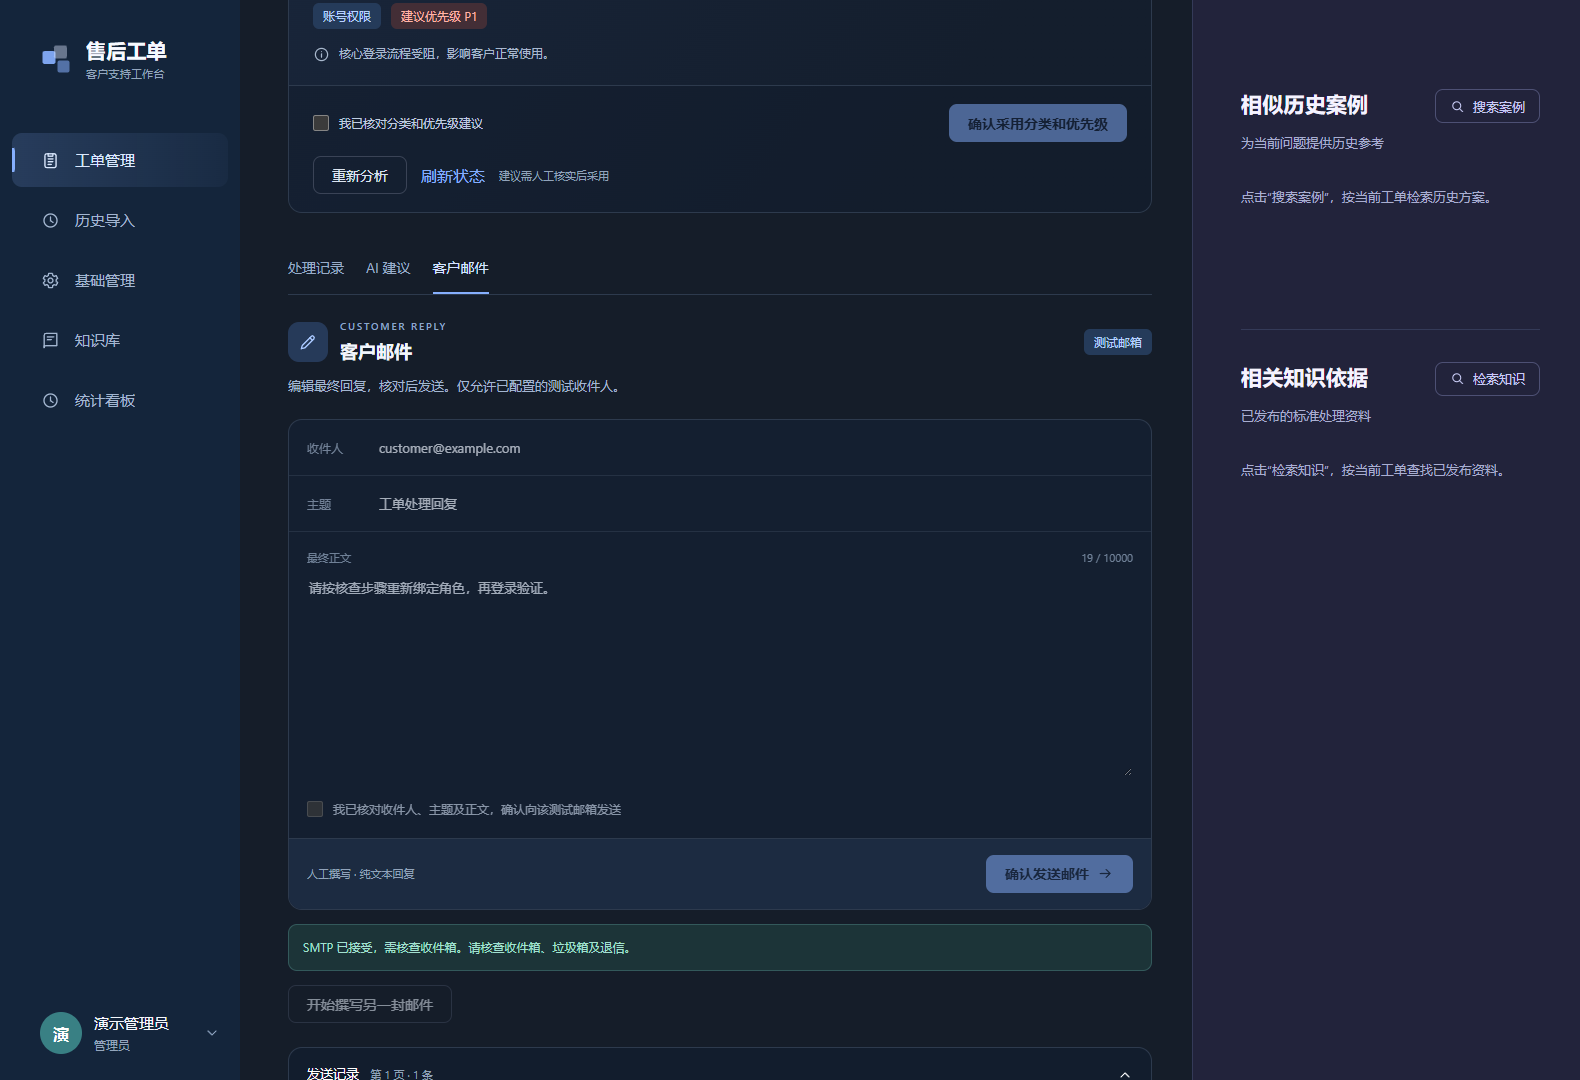 售后工单
客户支持工作台
工单管理
历史导入
基础管理
知识库
统计看板
演
演示管理员
管理员
账号权限
建议优先级 P1
核心登录流程受阻，影响客户正常使用。
我已核对分类和优先级建议
确认采用分类和优先级
重新分析
刷新状态
建议需人工核实后采用
处理记录
AI 建议
客户邮件
CUSTOMER REPLY
客户邮件
测试邮箱
编辑最终回复，核对后发送。仅允许已配置的测试收件人。
收件人
customer@example.com
主题
工单处理回复
最终正文
19 / 10000
请按核查步骤重新绑定角色，再登录验证。
我已核对收件人、主题及正文，确认向该测试邮箱发送
人工撰写 · 纯文本回复
确认发送邮件
SMTP 已接受，需核查收件箱。请核查收件箱、垃圾箱及退信。
开始撰写另一封邮件
发送记录
第 1 页 · 1 条
相似历史案例
搜索案例
为当前问题提供历史参考
点击“搜索案例”，按当前工单检索历史方案。
相关知识依据
检索知识
已发布的标准处理资料
点击“检索知识”，按当前工单查找已发布资料。